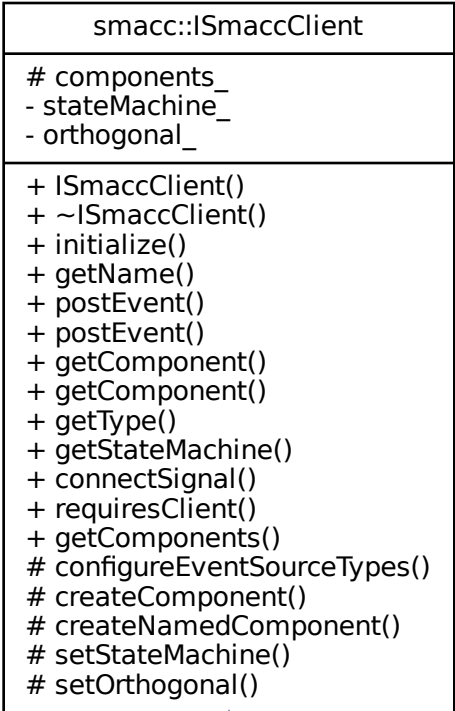 smacc::ISmaccClient
# components_
- stateMachine_
- orthogonal_
+ ISmaccClient()
+ ~ISmaccClient()
+ initialize()
+ getName()
+ postEvent()
+ postEvent()
+ getComponent()
+ getComponent()
+ getType()
+ getStateMachine()
+ connectSignal()
+ requiresClient()
+ getComponents()
# configureEventSourceTypes()
# createComponent()
# createNamedComponent()
# setStateMachine()
# setOrthogonal()